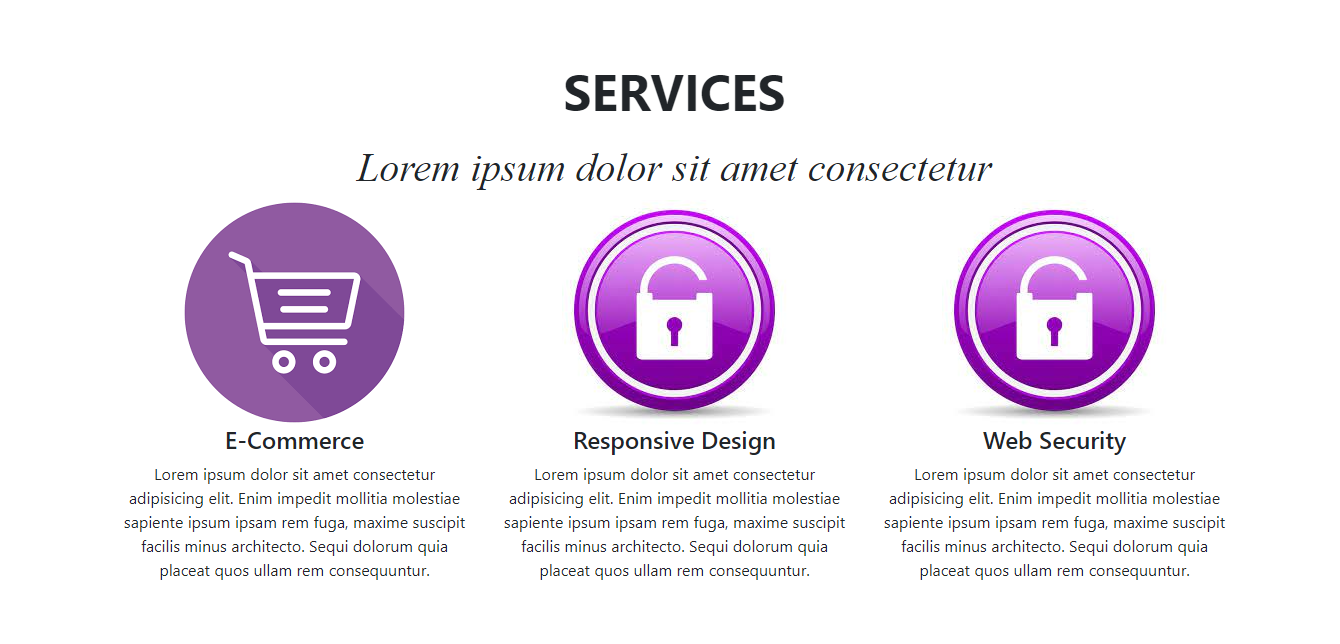 SERVICES
Lorem ipsum dolor sit amet consectetur
E-Commerce
Lorem ipsum dolor sit amet consectetur
adipisicing elit. Enim impedit mollitia molestiae
sapiente ipsum ipsam rem fuga, maxime suscipit
facilis minus architecto. Sequi dolorum quia
placeat quos ullam rem consequuntur.
Responsive Design
Lorem ipsum dolor sit amet consectetur
adipisicing elit. Enim impedit mollitia molestiae
sapiente ipsum ipsam rem fuga, maxime suscipit
facilis minus architecto. Sequi dolorum quia
placeat quos ullam rem consequuntur.
Web Security
Lorem ipsum dolor sit amet consectetur
adipisicing elit. Enim impedit mollitia molestiae
sapiente ipsum ipsam rem fuga, maxime suscipit
facilis minus architecto. Sequi dolorum quia
placeat quos ullam rem consequuntur.